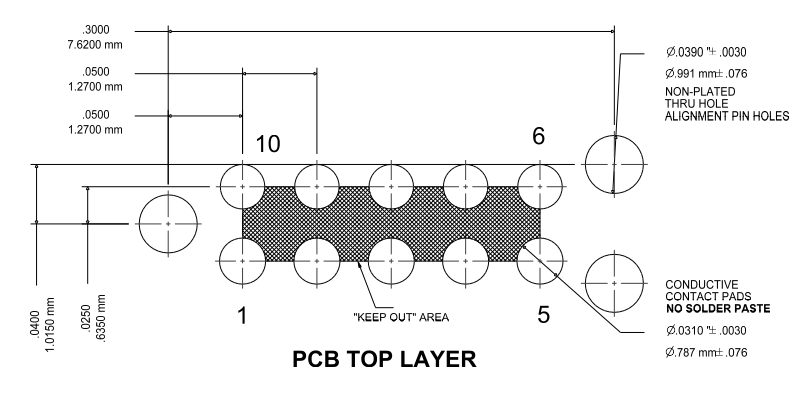 .3000
7.6200 mm
.0500
1.2700 mm
.0500
1.2700 mm
10
6
Ø.0390 "± .0030
Ø.991 mm± .076
NON-PLATED
THRU HOLE
ALIGNMENT PIN HOLES
.0400
1.0150 mm
.0250
.6350 mm
1
"KEEP OUT" AREA
5
CONDUCTIVE
CONTACT PADS
NO SOLDER PASTE
Ø.0310 "± .0030
Ø.787 mm± .076
PCB TOP LAYER